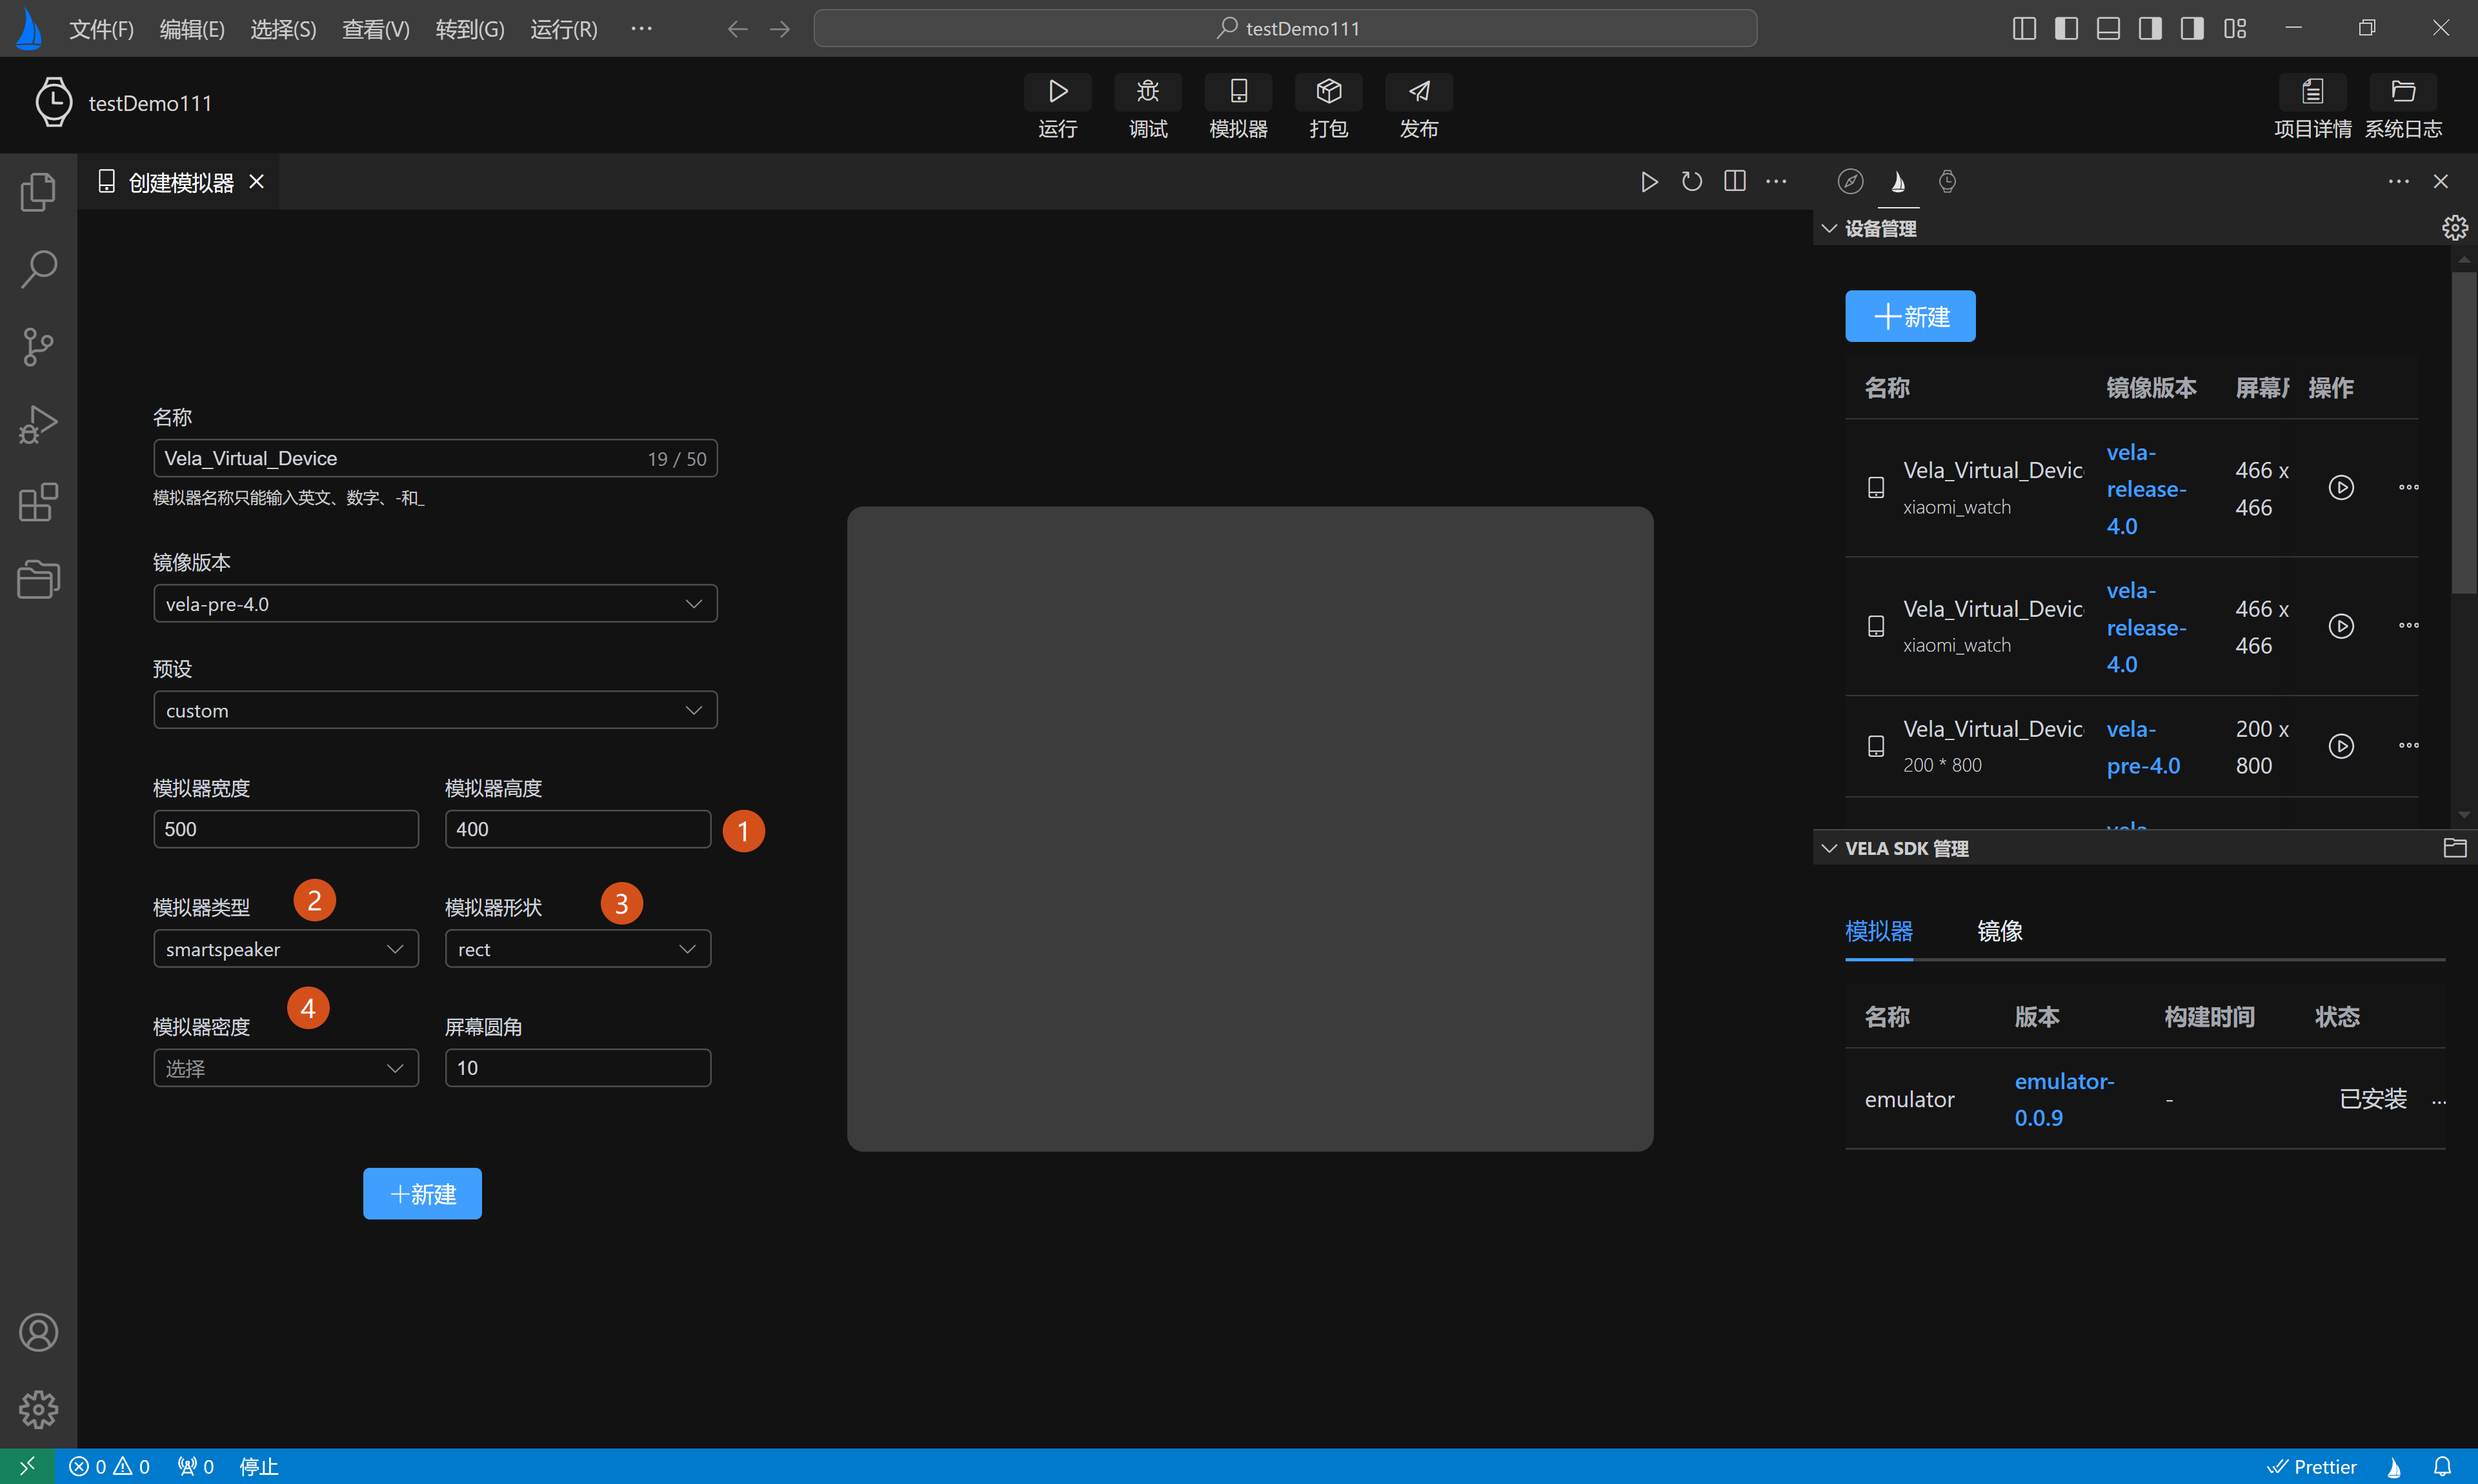 文件(F) 编辑(E) 选择(S) 查看(V) 转到(G) 运行(R) ··· testDemo111
testDemo111
运行 调试 模拟器 打包 发布 项目详情 系统日志
创建模拟器
名称
Vela_Virtual_Device 19 / 50
模拟器名称只能输入英文、数字、-和_
镜像版本
vela-pre-4.0
预设
custom
模拟器宽度 模拟器高度
500 400 1
模拟器类型 2 模拟器形状 3
smartspeaker rect
4
模拟器密度 屏幕圆角
选择 10
+新建
设备管理
+新建
名称 镜像版本 屏幕 操作
Vela_Virtual_Devic
xiaomi_watch
vela-
release-
4.0
466 x
466
Vela_Virtual_Devic
xiaomi_watch
vela-
release-
4.0
466 x
466
Vela_Virtual_Devic
200 * 800
vela-
pre-4.0
200 x
800
vela-
VELA SDK 管理
模拟器 镜像
名称 版本 构建时间 状态
emulator
emulator-
0.0.9
-
已安装 ...
0 0 0 停止 Prettier